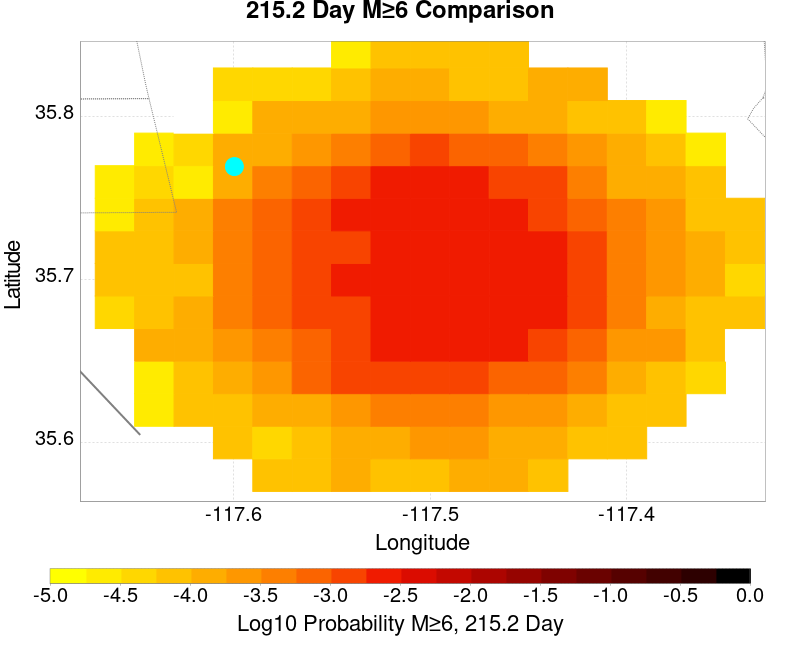 215.2 Day M≥6 Comparison
35.8
35.7
35.6
Latitude
-117.6 -117.5 -117.4
Longitude
-5.0 -4.5 -4.0 -3.5 -3.0 -2.5 -2.0 -1.5 -1.0 -0.5 0.0
Log10 Probability M≥6, 215.2 Day